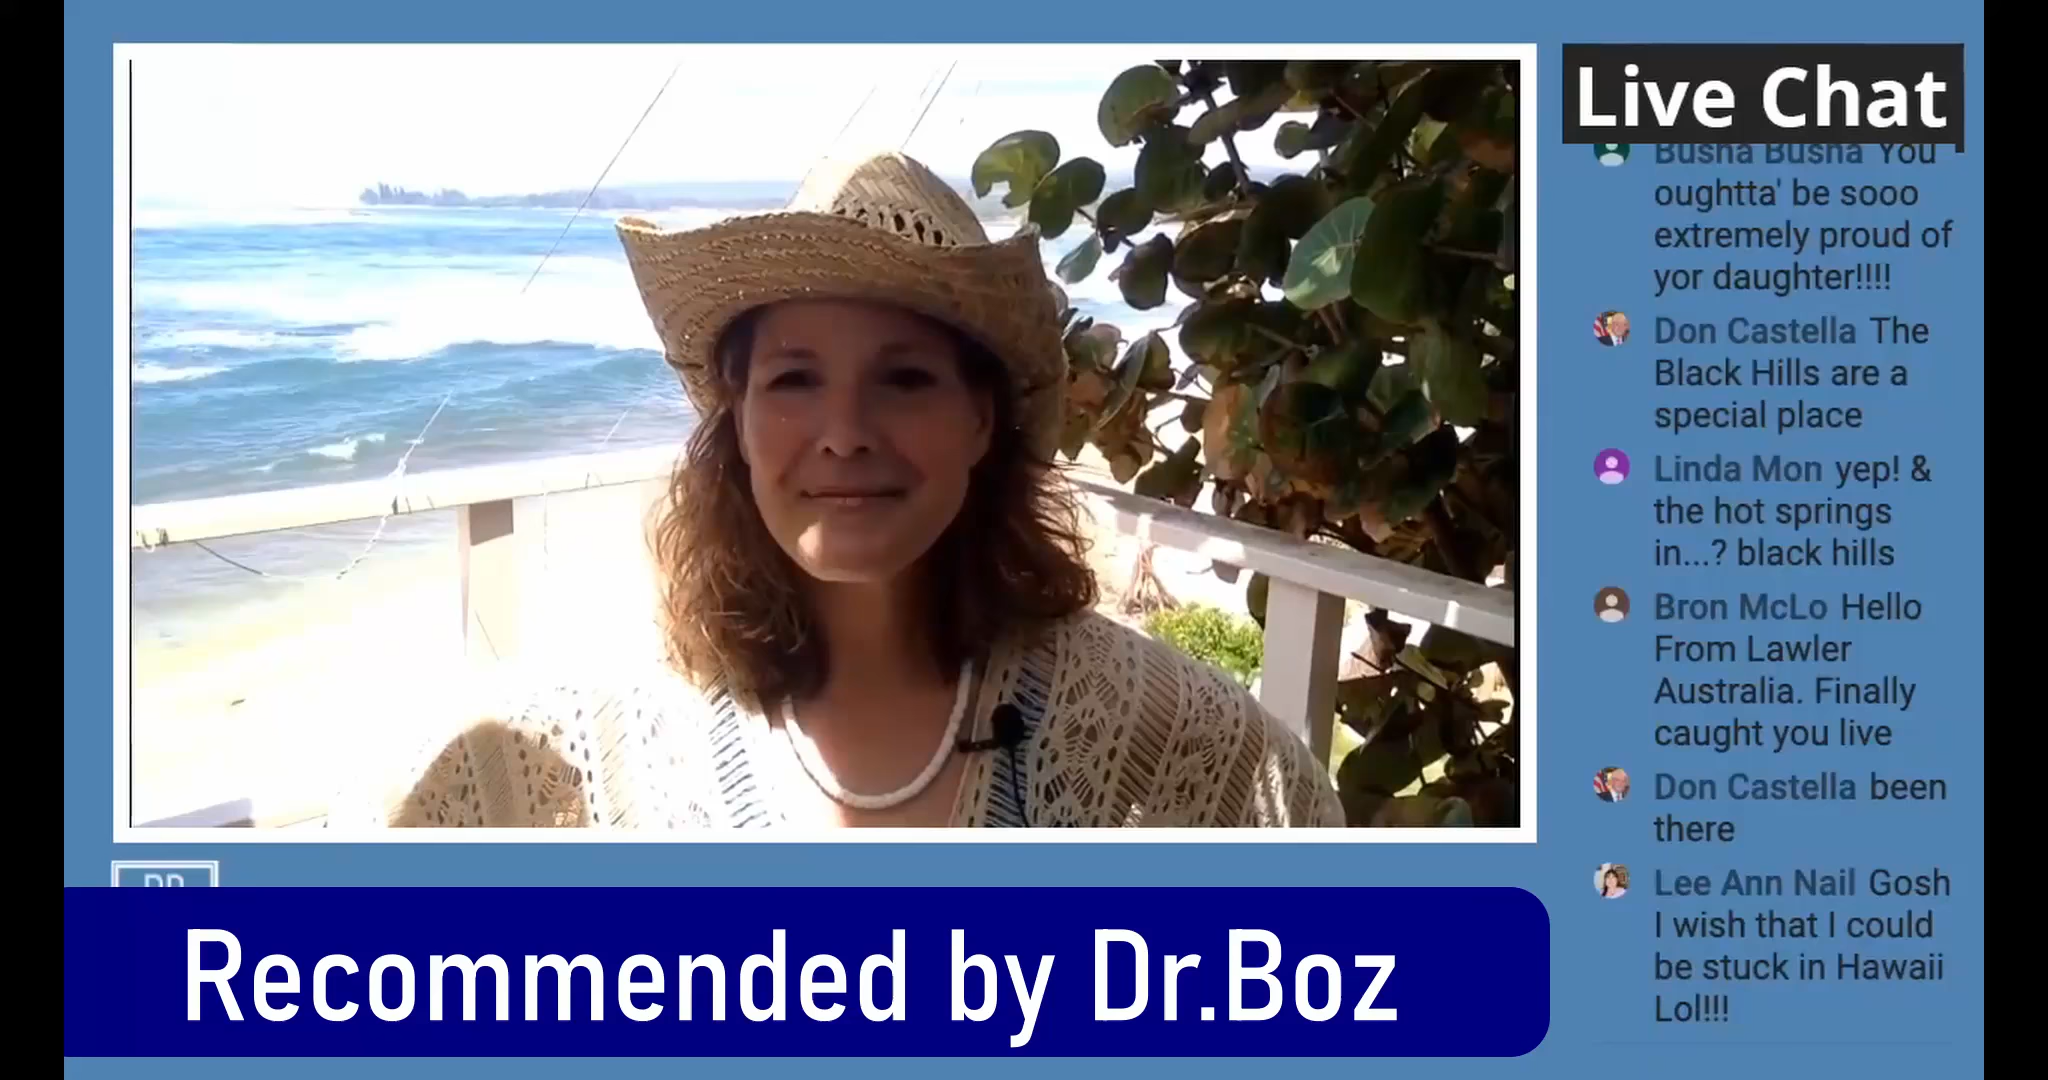 Live Chat
Busha Busha You
oughtta' be sooo
extremely proud of
yor daughter!!!!
Don Castella The
Black Hills are a
special place
Linda Mon yep! &
the hot springs
in...? black hills
Bron McLo Hello
From Lawler
Australia. Finally
caught you live
Don Castella been
there
Lee Ann Nail Gosh
I wish that I could
be stuck in Hawaii
Lol!!!
Recommended by Dr.Boz